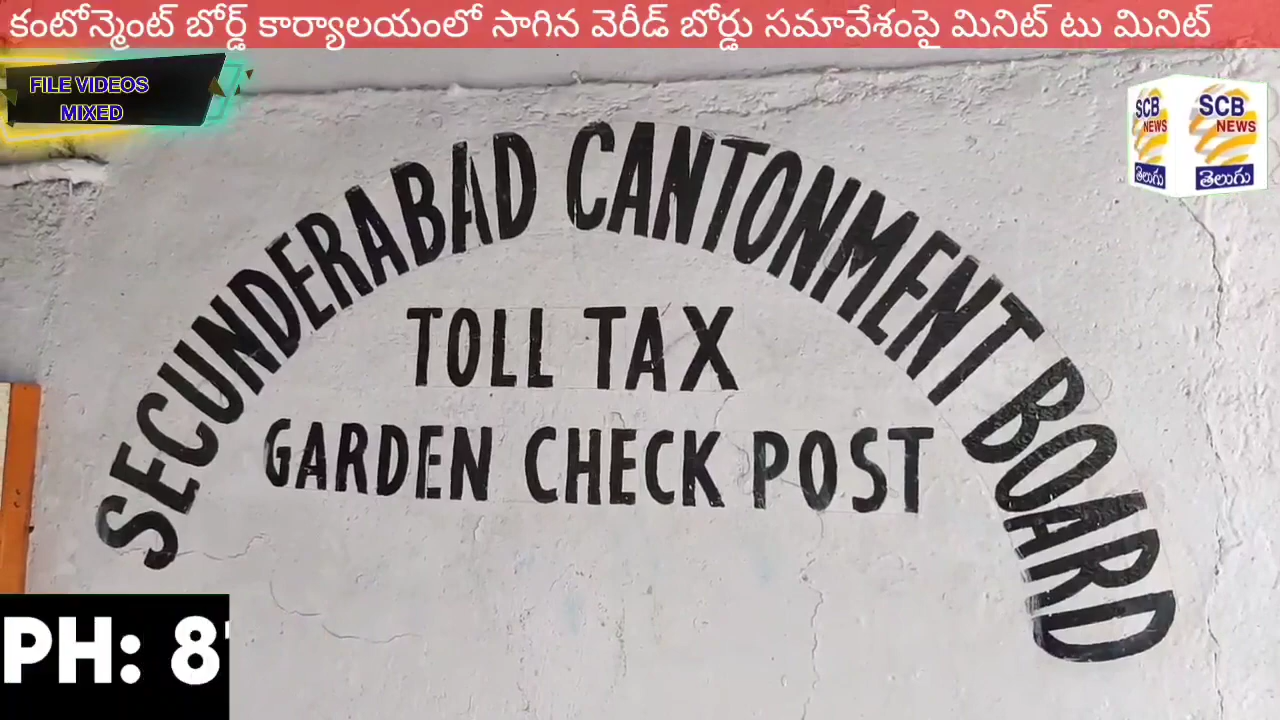 కంటోన్మెంట్ బోర్డ్ కార్యాలయంలో సాగిన వెరీడ్ బోర్డు సమావేశంపై మినిట్ టు మినిట్
FILE VIDEOS
MIXED
SCB
NEWS
తెలుగు
SCB
NEWS
తెలుగు
SECUNDERABAD CANTONMENT BOARD
TOLL TAX
GARDEN CHECK POST
PH: 8